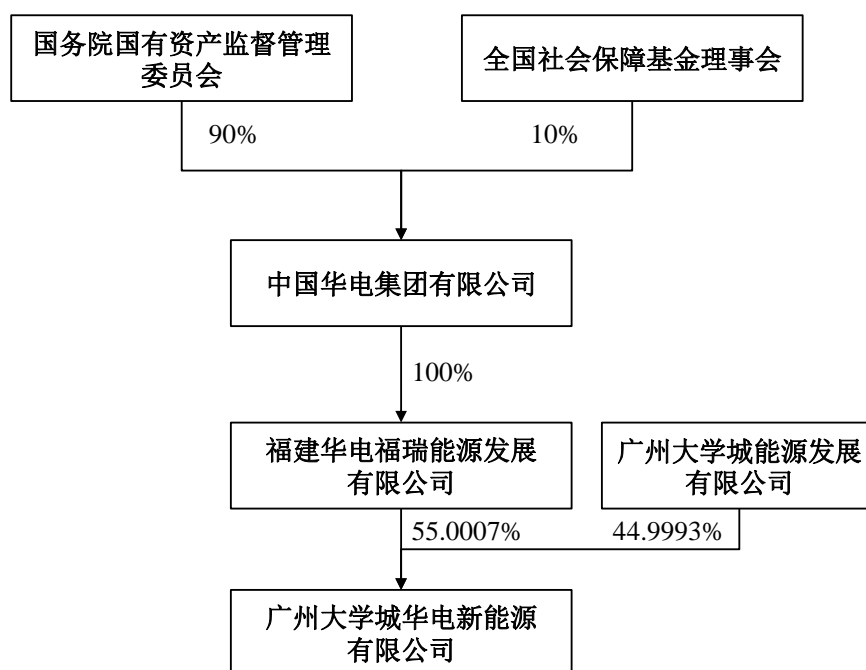 国务院国有资产监督管理
委员会
全国社会保障基金理事会
90%
10%
中国华电集团有限公司
100%
福建华电福瑞能源发展
有限公司
广州大学城能源发展
有限公司
55.0007%
44.9993%
广州大学城华电新能源
有限公司